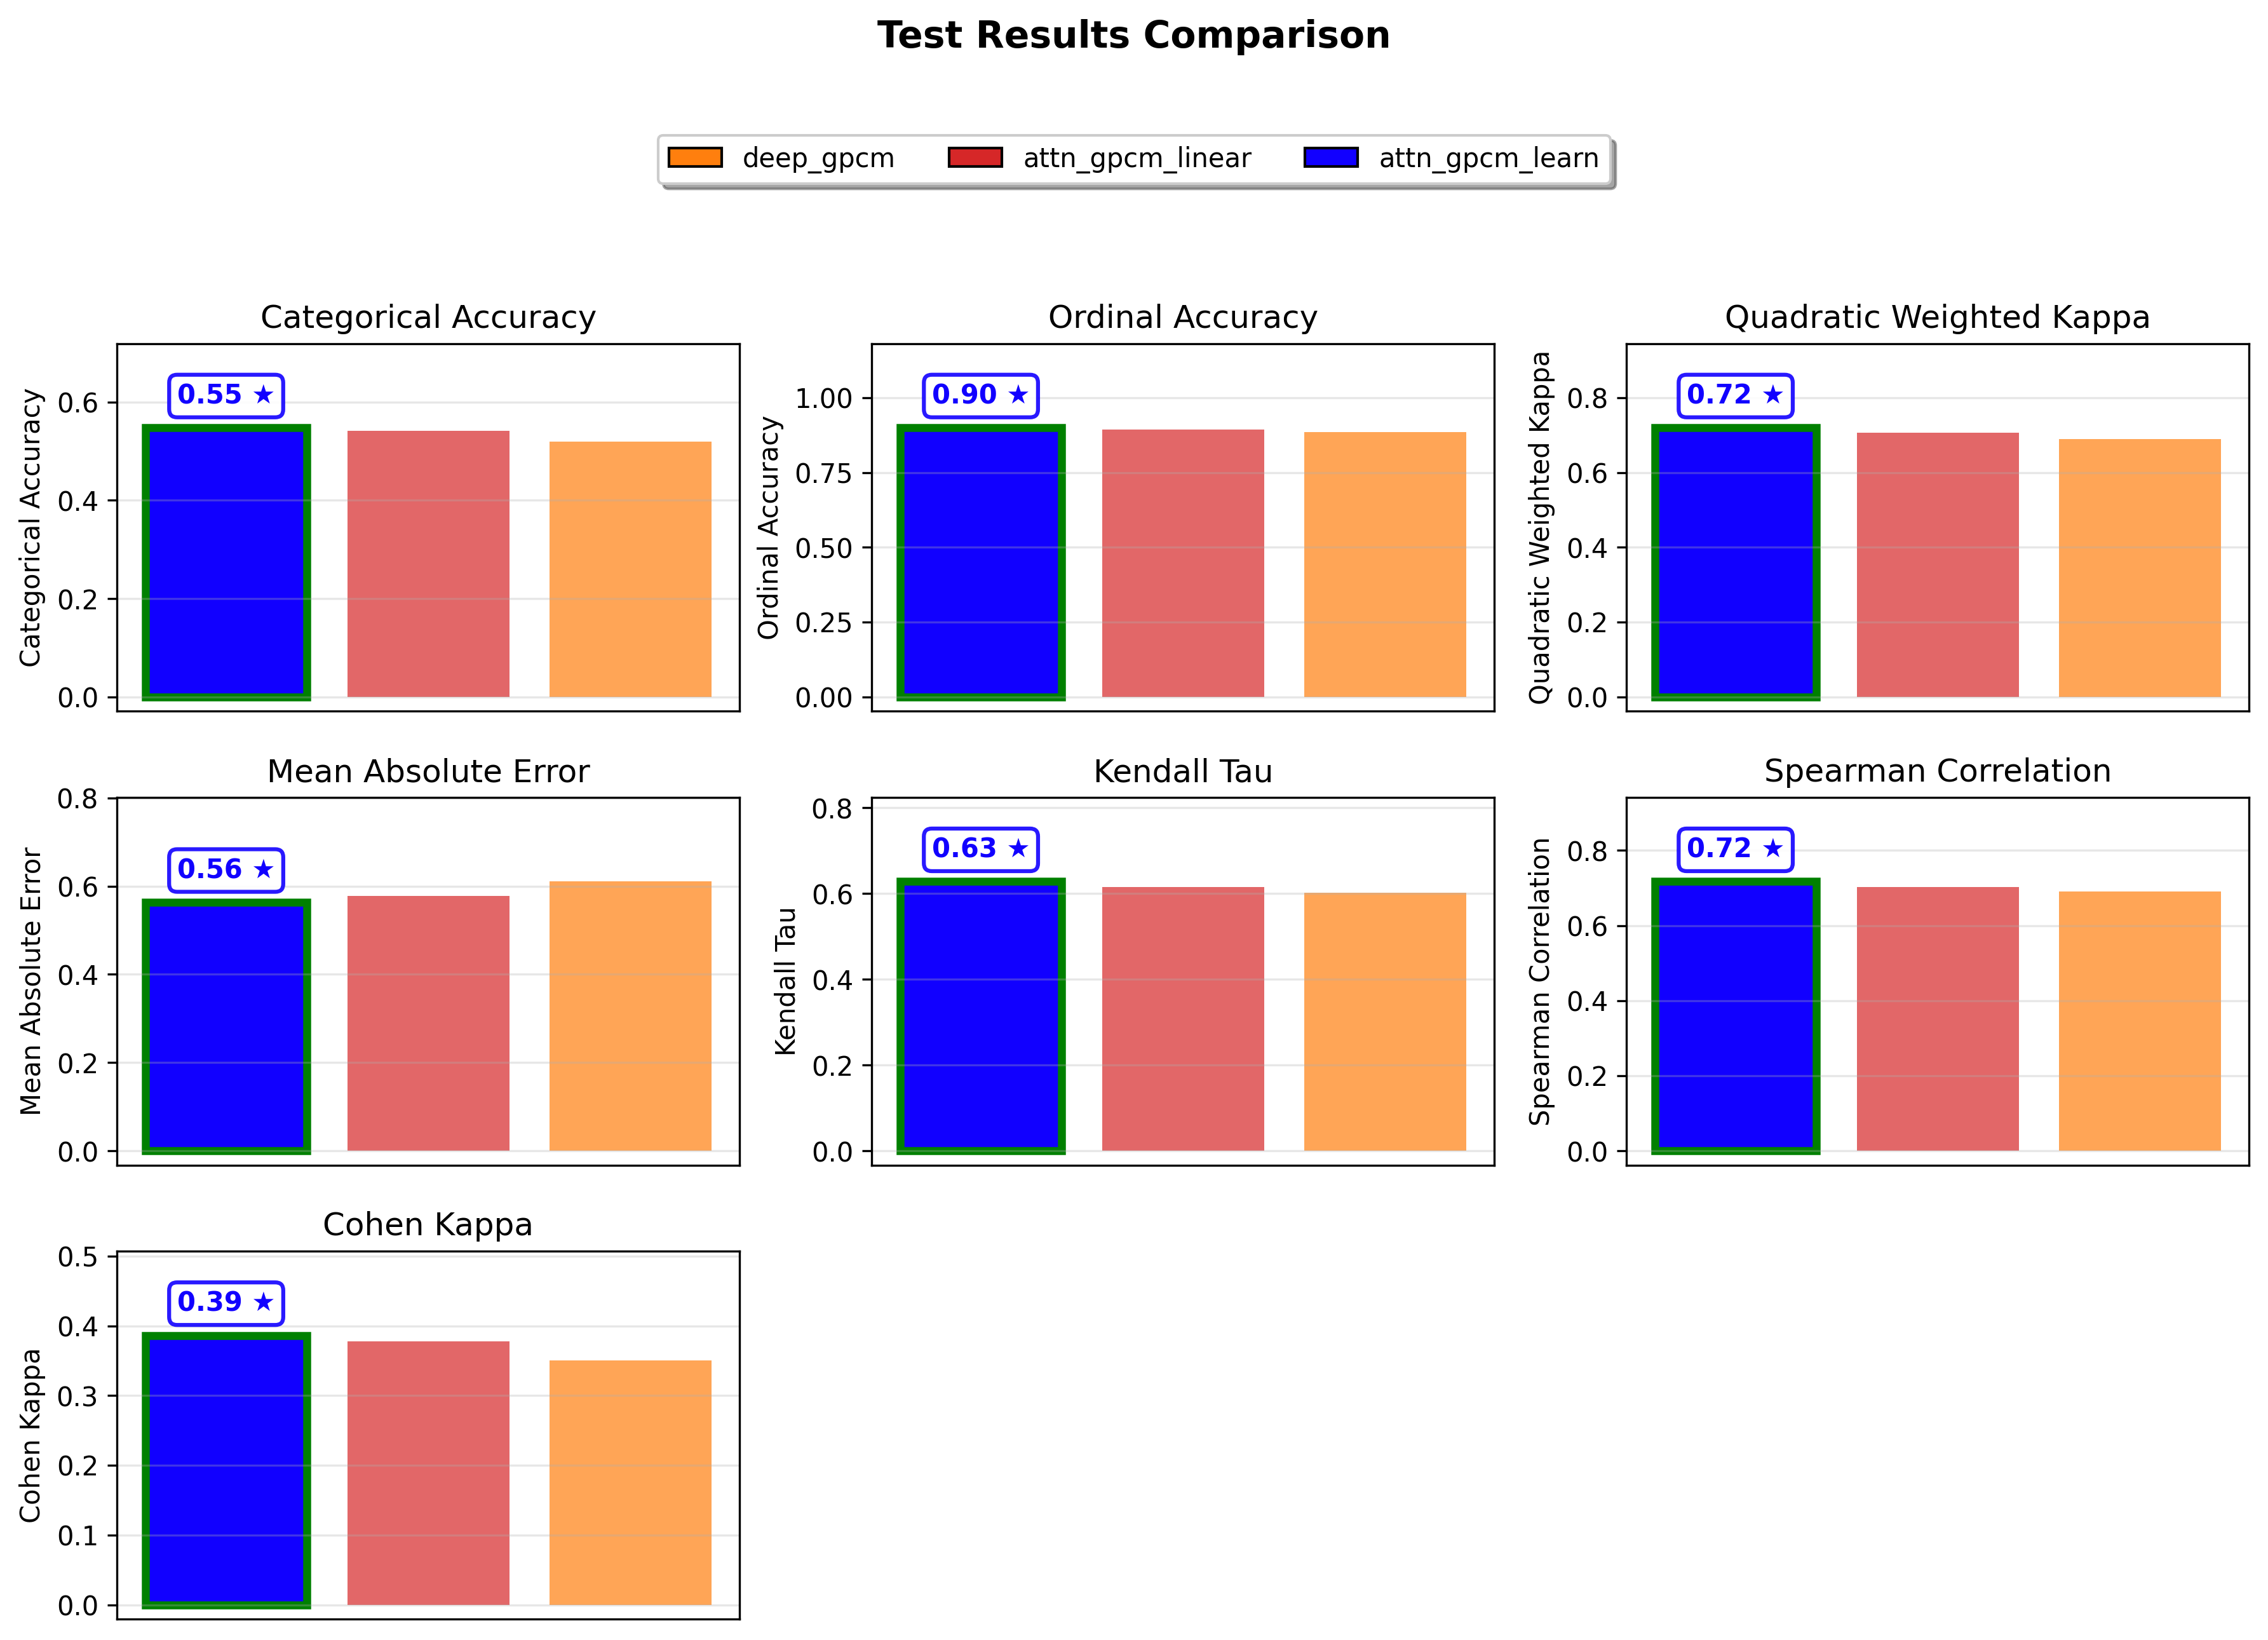 Test Results Comparison
deep_gpcm
attn_gpcm_linear
attn_gpcm_learn
Categorical Accuracy
Categorical Accuracy
0.6
0.4
0.2
0.0
0.55 ★
Ordinal Accuracy
Ordinal Accuracy
1.00
0.75
0.50
0.25
0.00
0.90 ★
Quadratic Weighted Kappa
Quadratic Weighted Kappa
0.8
0.6
0.4
0.2
0.0
0.72 ★
Mean Absolute Error
Mean Absolute Error
0.8
0.6
0.4
0.2
0.0
0.56 ★
Kendall Tau
Kendall Tau
0.8
0.6
0.4
0.2
0.0
0.63 ★
Spearman Correlation
Spearman Correlation
0.8
0.6
0.4
0.2
0.0
0.72 ★
Cohen Kappa
Cohen Kappa
0.5
0.4
0.3
0.2
0.1
0.0
0.39 ★